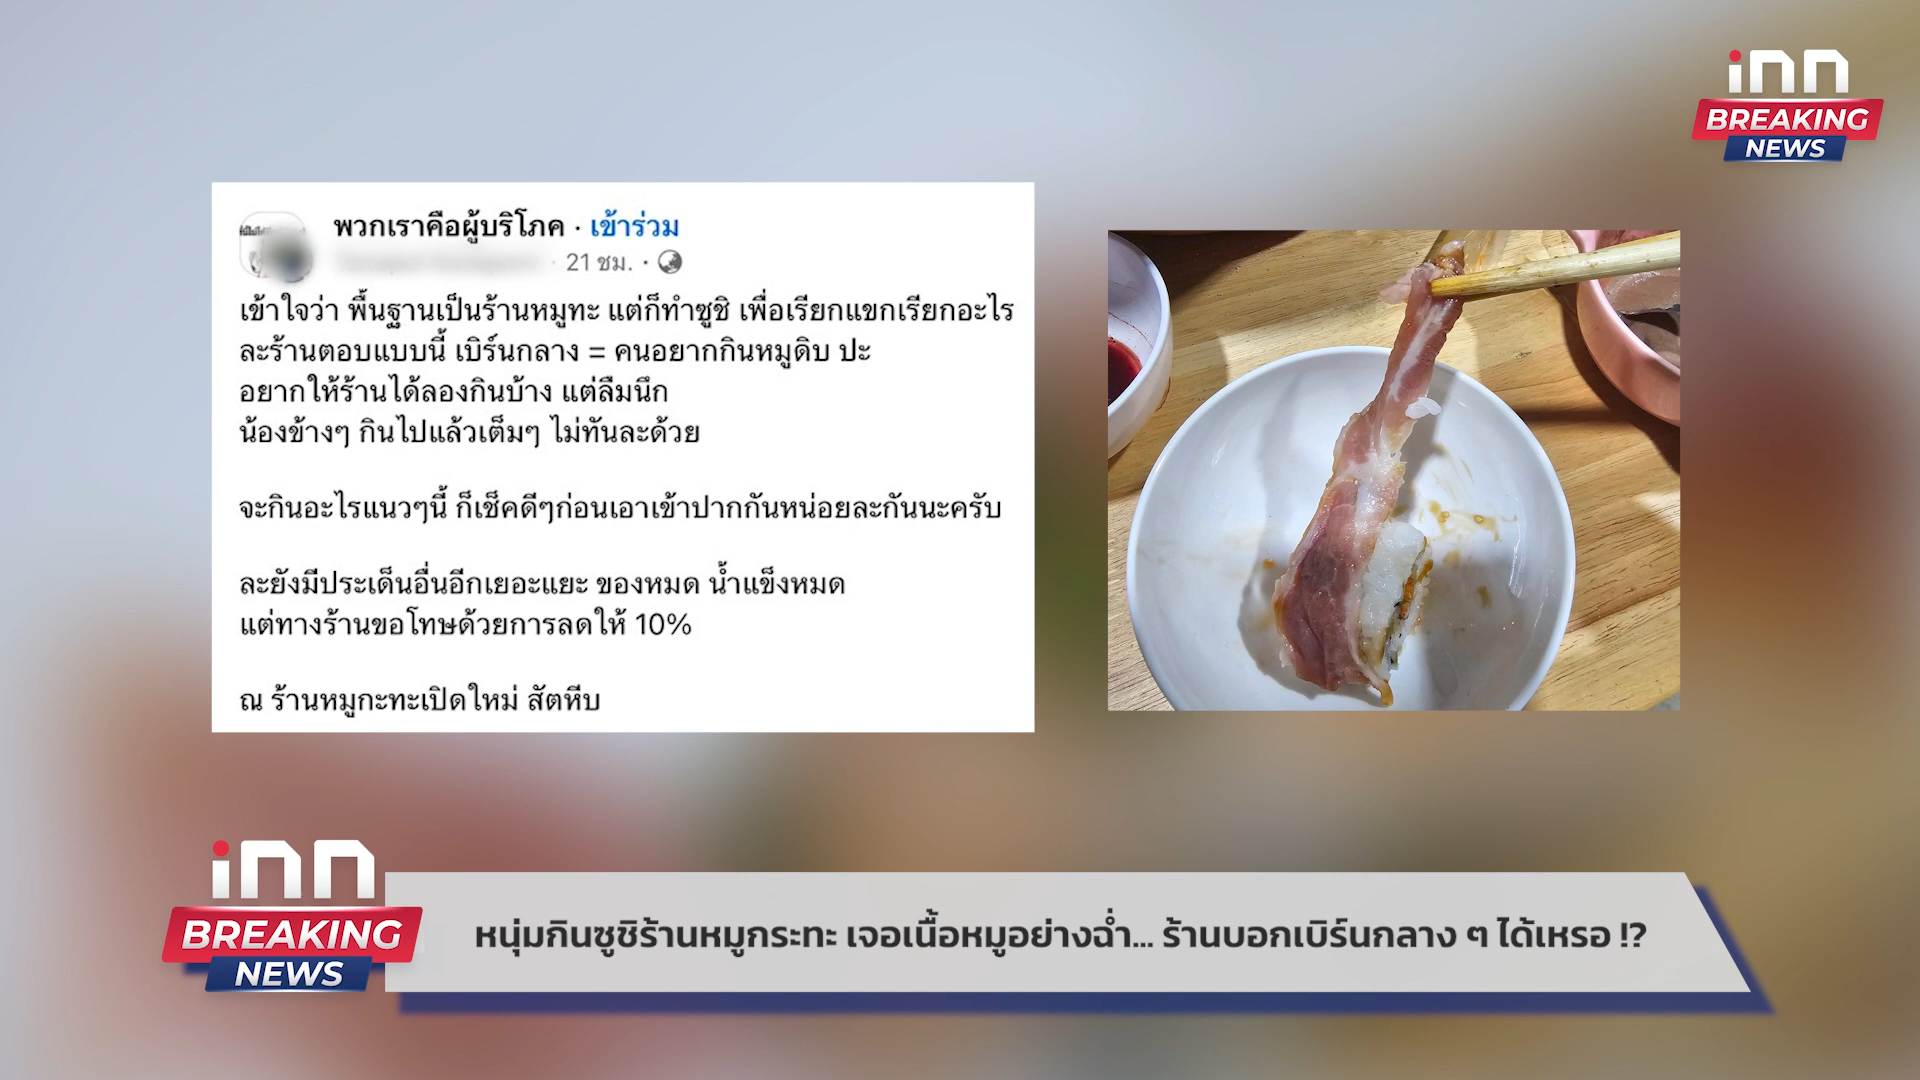 inn
BREAKING
NEWS
พวกเราคือผู้บริโภค · เข้าร่วม
· 21 ชม. ·
เข้าใจว่า พื้นฐานเป็นร้านหมูทะ แต่ก็ทำซูชิ เพื่อเรียกแขกเรียกอะไร
ละร้านตอบแบบนี้ เบิร์นกลาง = คนอยากกินหมูดิบ ปะ
อยากให้ร้านได้ลองกินบ้าง แต่ลืมนึก
น้องข้างๆ กินไปแล้วเต็มๆ ไม่ทันละด้วย
จะกินอะไรแนวๆนี้ ก็เช็คดีๆก่อนเอาเข้าปากกันหน่อยละกันนะครับ
ละยังมีประเด็นอื่นอีกเยอะแยะ ของหมด น้ำแข็งหมด
แต่ทางร้านขอโทษด้วยการลดให้ 10%
ณ ร้านหมูกะทะเปิดใหม่ สัตหีบ
inn
BREAKING
NEWS
หนุ่มกินซูชิร้านหมูกระทะ เจอเนื้อหมูอย่างฉ่ำ... ร้านบอกเบิร์นกลาง ๆ ได้เหรอ !?